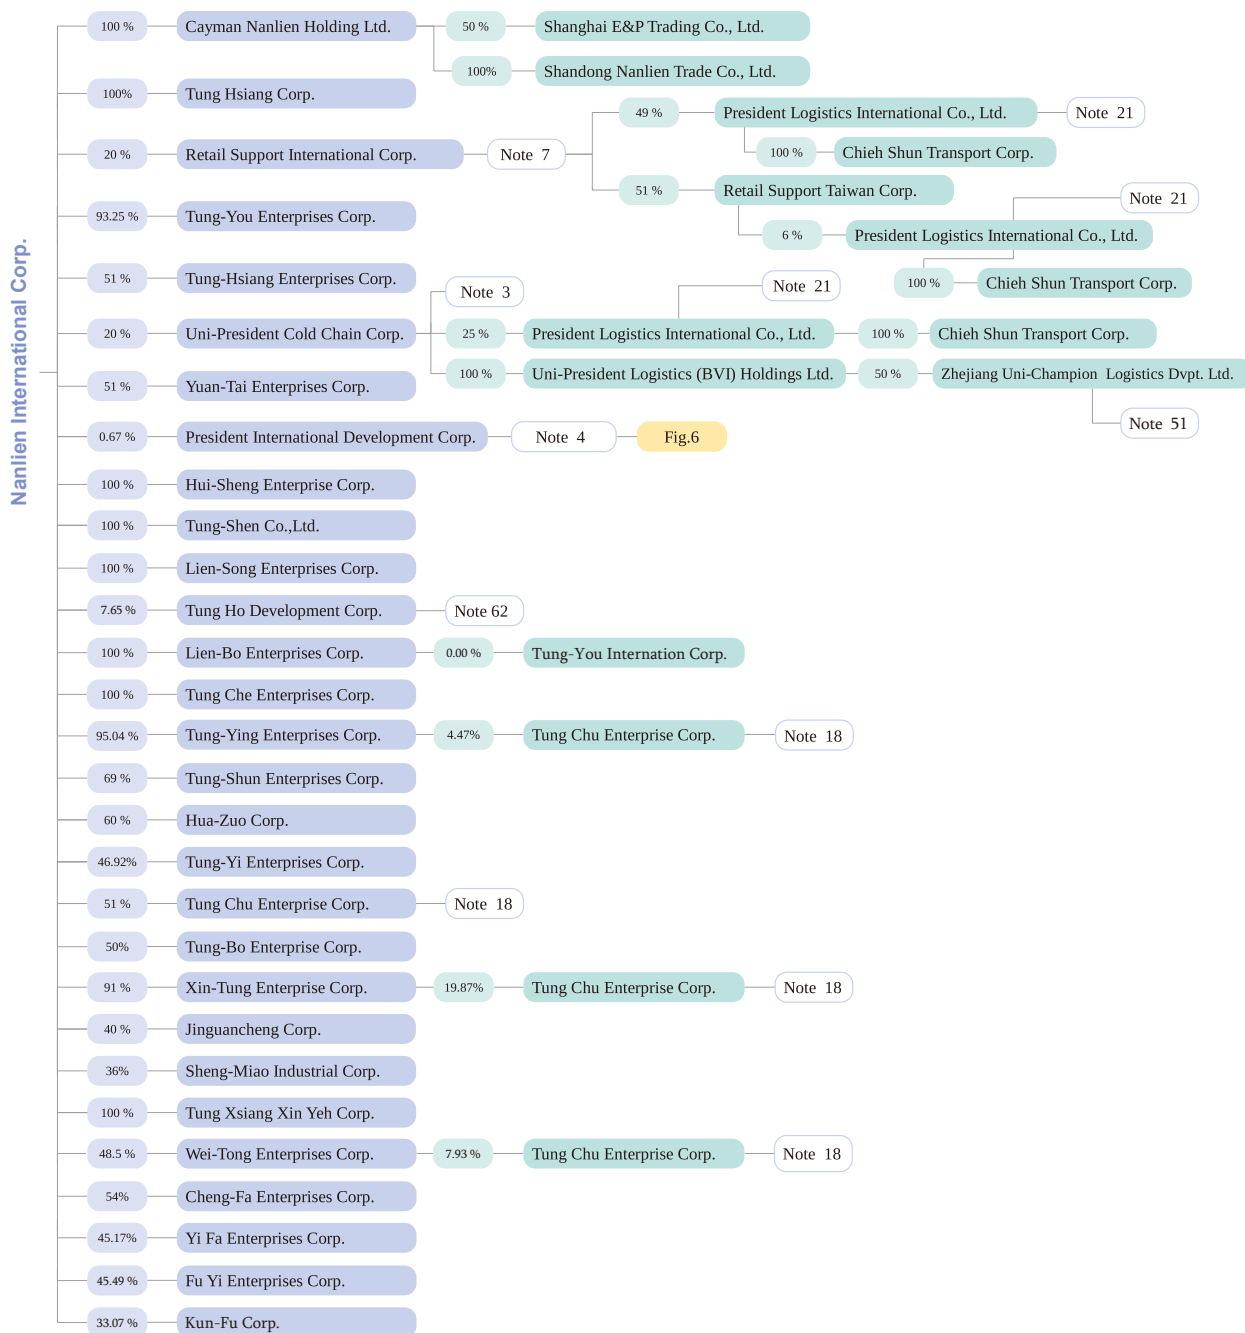 Nanlien International Corp.
100 % Cayman Nanlien Holding Ltd. 50 % Shanghai E&P Trading Co., Ltd.
100% Shandong Nanlien Trade Co., Ltd.
100% Tung Hsiang Corp.
49 % President Logistics International Co., Ltd. Note 21
100 % Chieh Shun Transport Corp.
20 % Retail Support International Corp. Note 7
51 % Retail Support Taiwan Corp.
Note 21
93.25 % Tung-You Enterprises Corp.
6 % President Logistics International Co., Ltd.
51 % Tung-Hsiang Enterprises Corp.
100 % Chieh Shun Transport Corp.
Note 3
Note 21
20 % Uni-President Cold Chain Corp. 25 % President Logistics International Co., Ltd. 100 % Chieh Shun Transport Corp.
100 % Uni-President Logistics (BVI) Holdings Ltd. 50 % Zhejiang Uni-Champion Logistics Dvpt. Ltd.
51 % Yuan-Tai Enterprises Corp.
Note 51
0.67 % President International Development Corp. Note 4 Fig.6
100 % Hui-Sheng Enterprise Corp.
100 % Tung-Shen Co.,Ltd.
100 % Lien-Song Enterprises Corp.
7.65 % Tung Ho Development Corp. Note 62
100 % Lien-Bo Enterprises Corp. 0.00 % Tung-You Internation Corp.
100 % Tung Che Enterprises Corp.
95.04 % Tung-Ying Enterprises Corp. 4.47% Tung Chu Enterprise Corp. Note 18
69 % Tung-Shun Enterprises Corp.
60 % Hua-Zuo Corp.
46.92% Tung-Yi Enterprises Corp.
51 % Tung Chu Enterprise Corp. Note 18
50% Tung-Bo Enterprise Corp.
91 % Xin-Tung Enterprise Corp. 19.87% Tung Chu Enterprise Corp. Note 18
40 % Jinguancheng Corp.
36% Sheng-Miao Industrial Corp.
100 % Tung Xsiang Xin Yeh Corp.
48.5 % Wei-Tong Enterprises Corp. 7.93 % Tung Chu Enterprise Corp. Note 18
54% Cheng-Fa Enterprises Corp.
45.17% Yi Fa Enterprises Corp.
45.49 % Fu Yi Enterprises Corp.
33.07 % Kun-Fu Corp.